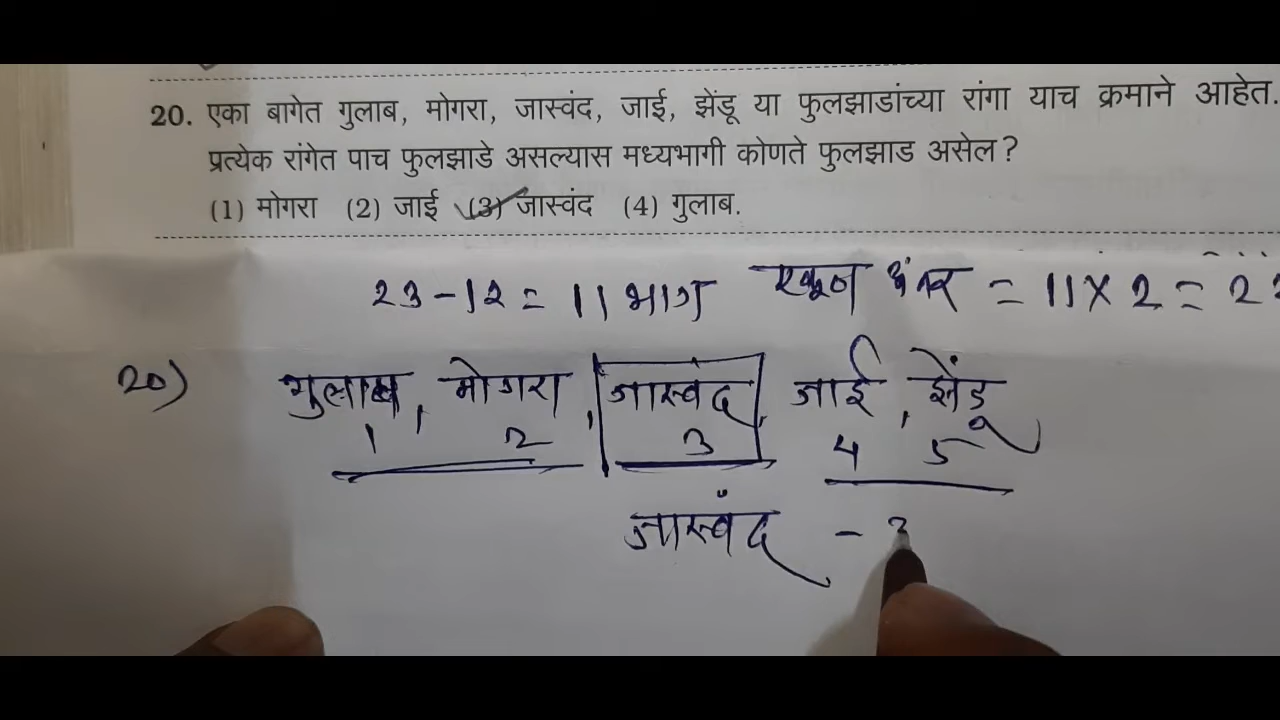 20. एका बागेत गुलाब, मोगरा, जास्वंद, जाई, झेंडू या फुलझाडांच्या रांगा याच क्रमाने आहेत.
प्रत्येक रांगेत पाच फुलझाडे असल्यास मध्यभागी कोणते फुलझाड असेल ?
(1) मोगरा (2) जाई (3) जास्वंद (4) गुलाब.
23 - 12 = 11 भाग एकूण अंतर = 11 × 2 = 22
20) गुलाब, मोगरा, जास्वंद, जाई, झेंडू
1 2 3 4 5
जास्वंद - 3